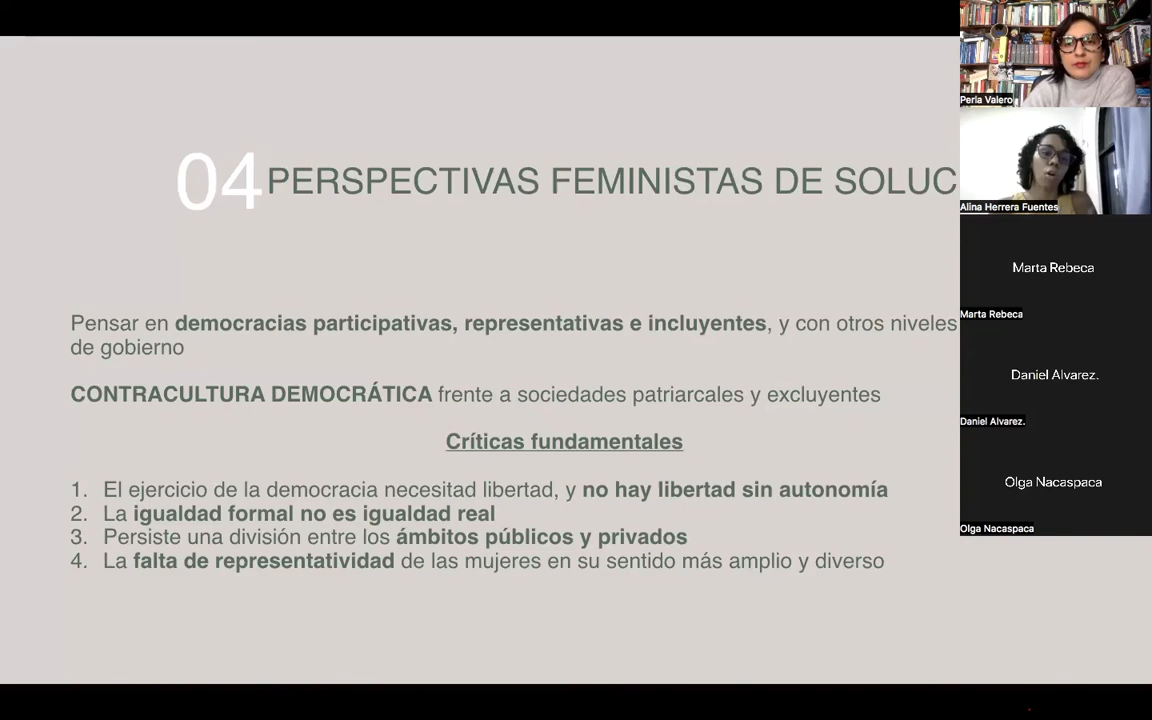 04 PERSPECTIVAS FEMINISTAS DE SOLUC
Pensar en democracias participativas, representativas e incluyentes, y con otros niveles
de gobierno
CONTRACULTURA DEMOCRÁTICA frente a sociedades patriarcales y excluyentes
Críticas fundamentales
1. El ejercicio de la democracia necesitad libertad, y no hay libertad sin autonomía
2. La igualdad formal no es igualdad real
3. Persiste una división entre los ámbitos públicos y privados
4. La falta de representatividad de las mujeres en su sentido más amplio y diverso
Perla Valero
Alina Herrera Fuentes
Marta Rebeca
Marta Rebeca
Daniel Alvarez.
Daniel Alvarez.
Olga Nacaspaca
Olga Nacaspaca